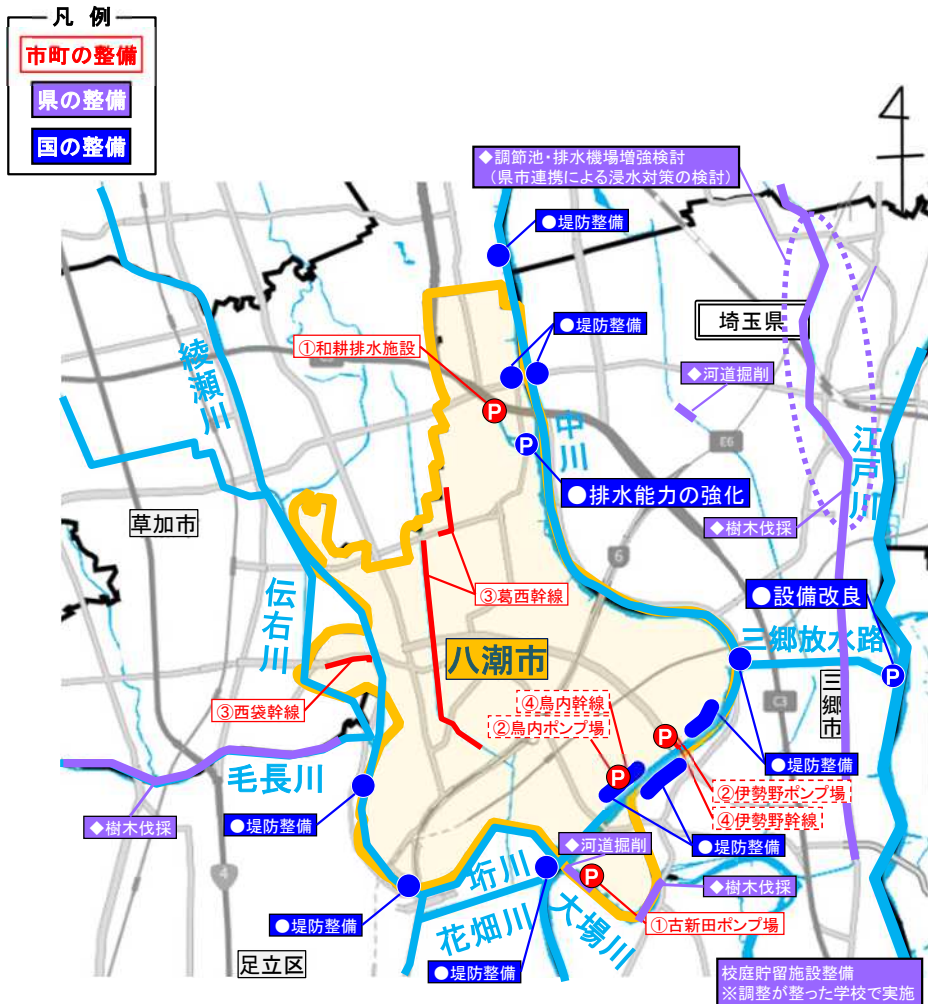 凡 例
市町の整備
県の整備
国の整備
◆調節池・排水機場増強検討
(県市連携による浸水対策の検討)
●堤防整備
●堤防整備
埼玉県
①和耕排水施設
P
綾瀬川
中川
◆河道掘削
江戸川
E6
P
●排水能力の強化
草加市
◆樹木伐採
6
③葛西幹線
●設備改良
伝右川
三郷放水路
八潮市
P
三郷市
③西袋幹線
C3
④鳥内幹線
②鳥内ポンプ場
P
P
●堤防整備
毛長川
②伊勢野ポンプ場
④伊勢野幹線
◆樹木伐採
●堤防整備
●堤防整備
◆河道掘削
4
垳川
P
◆樹木伐採
●堤防整備
花畑川
大場川
①古新田ポンプ場
足立区
●堤防整備
校庭貯留施設整備
※調整が整った学校で実施